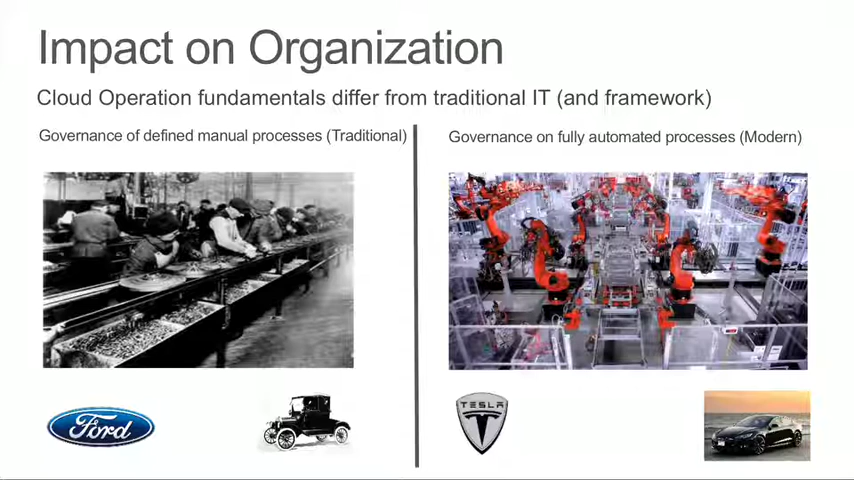 Impact on Organization
Cloud Operation fundamentals differ from traditional IT (and framework)
Governance of defined manual processes (Traditional)
Governance on fully automated processes (Modern)
Ford
TESLA